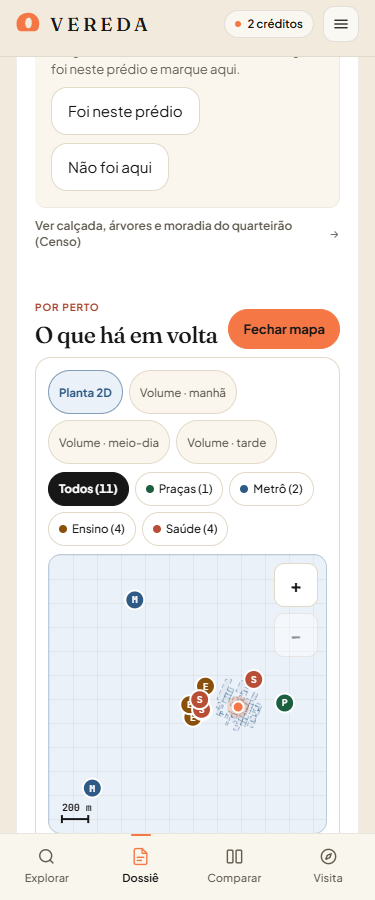 VEREDA
2 créditos
foi neste prédio e marque aqui.
Foi neste prédio
Não foi aqui
Ver calçada, árvores e moradia do quarteirão
(Censo)
POR PERTO
O que há em volta
Fechar mapa
Planta 2D
Volume · manhã
Volume · meio-dia
Volume · tarde
Todos (11)
Praças (1)
Metrô (2)
Ensino (4)
Saúde (4)
+
−
M
E
S
S
P
M
200 m
Explorar
Dossiê
Comparar
Visita